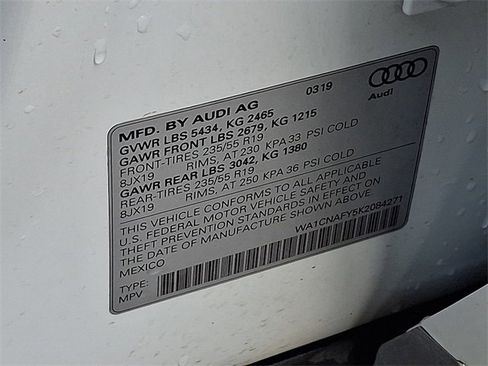 MFD. BY AUDI AG 0319
Audi
GVWR LBS 5434, KG 2465
GAWR FRONT LBS 2679, KG 1215
FRONT-TIRES 235/55 R19
8JX19 RIMS, AT 230 KPA 33 PSI COLD
GAWR REAR LBS 3042, KG 1380
REAR-TIRES 235/55 R19
8JX19 RIMS, AT 250 KPA 36 PSI COLD
THIS VEHICLE CONFORMS TO ALL APPLICABLE
U.S. FEDERAL MOTOR VEHICLE SAFETY AND
THEFT PREVENTION STANDARDS IN EFFECT ON
THE DATE OF MANUFACTURE SHOWN ABOVE.
MEXICO WA1CNAFY5K2084271
TYPE:
MPV